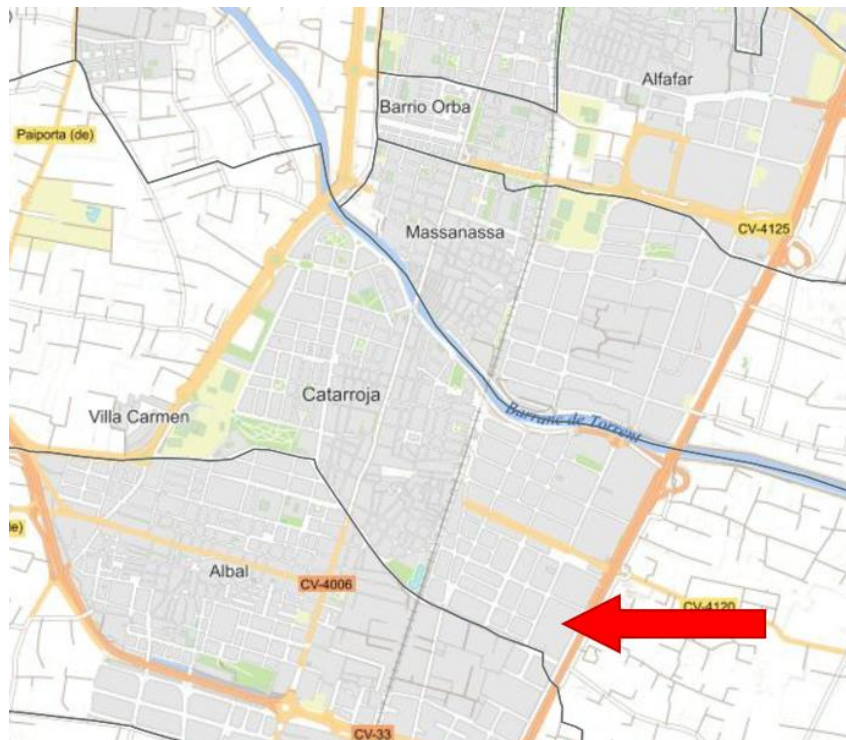 Alfafar
Barrio Orba
Paiporta (de)
Massanassa
CV-4125
Catarroja
Villa Carmen
Barranc de Torrent
de)
Albal
CV-4006
CV-4120
CV-33